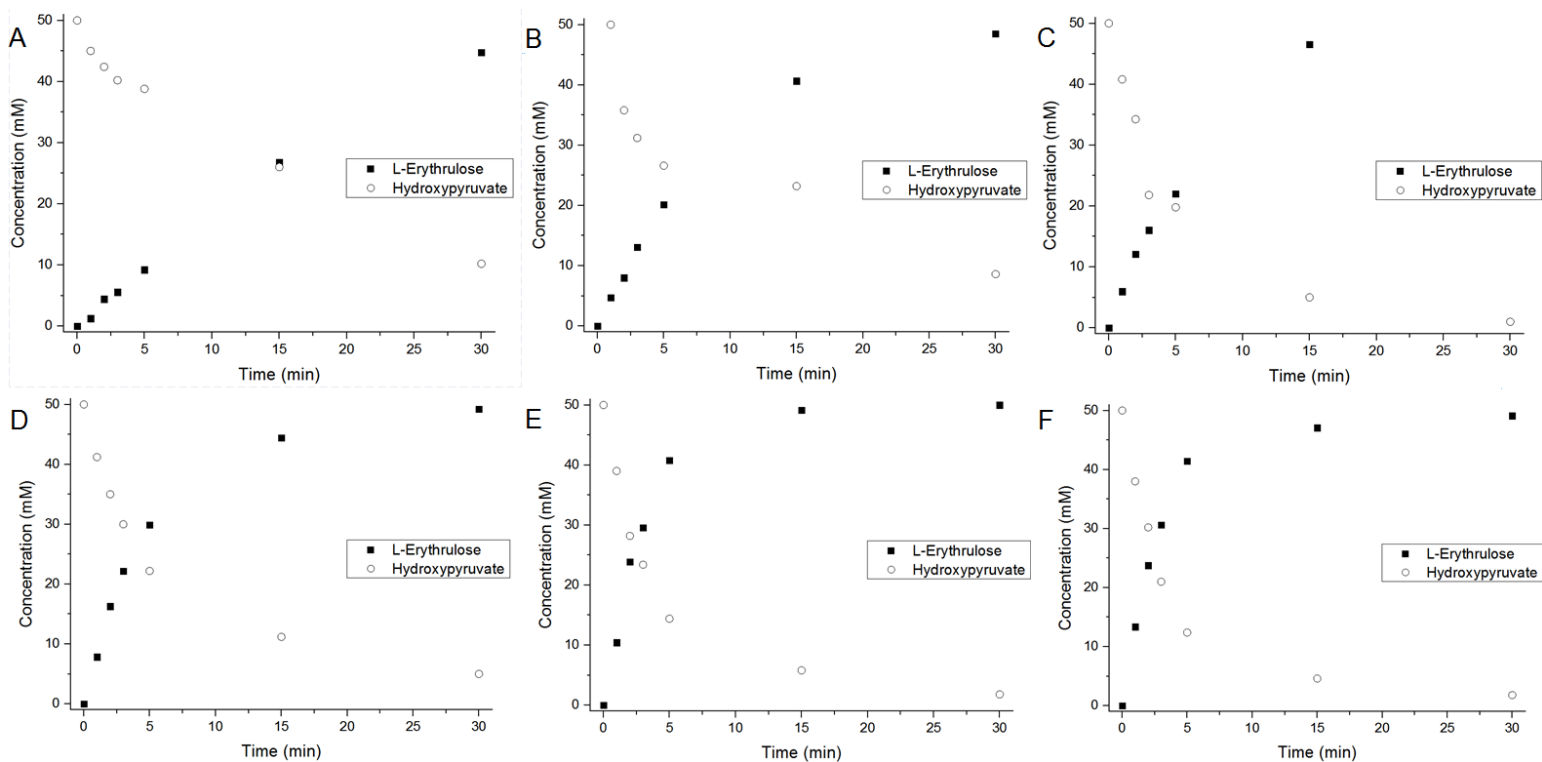 A
50
40
30
20
10
0
Concentration (mM)
L-Erythrulose
Hydroxypyruvate
0 5 10 15 20 25 30
Time (min)
B
50
40
30
20
10
0
Concentration (mM)
L-Erythrulose
Hydroxypyruvate
0 5 10 15 20 25 30
Time (min)
C
50
40
30
20
10
0
Concentration (mM)
L-Erythrulose
Hydroxypyruvate
0 5 10 15 20 25 30
Time (min)
D
50
40
30
20
10
0
Concentration (mM)
L-Erythrulose
Hydroxypyruvate
0 5 10 15 20 25 30
Time (min)
E
50
40
30
20
10
0
Concentration (mM)
L-Erythrulose
Hydroxypyruvate
0 5 10 15 20 25 30
Time (min)
F
50
40
30
20
10
0
Concentration (mM)
L-Erythrulose
Hydroxypyruvate
0 5 10 15 20 25 30
Time (min)